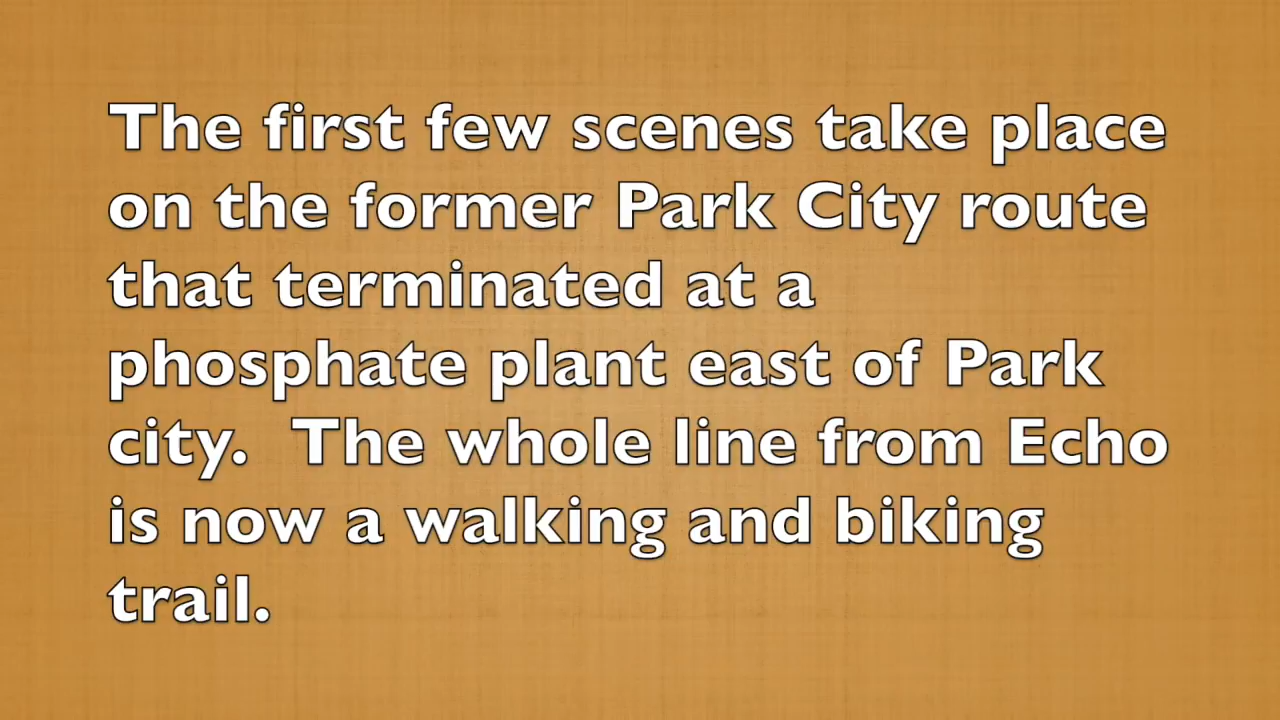 The first few scenes take place
on the former Park City route
that terminated at a
phosphate plant east of Park
city.  The whole line from Echo
is now a walking and biking
trail.